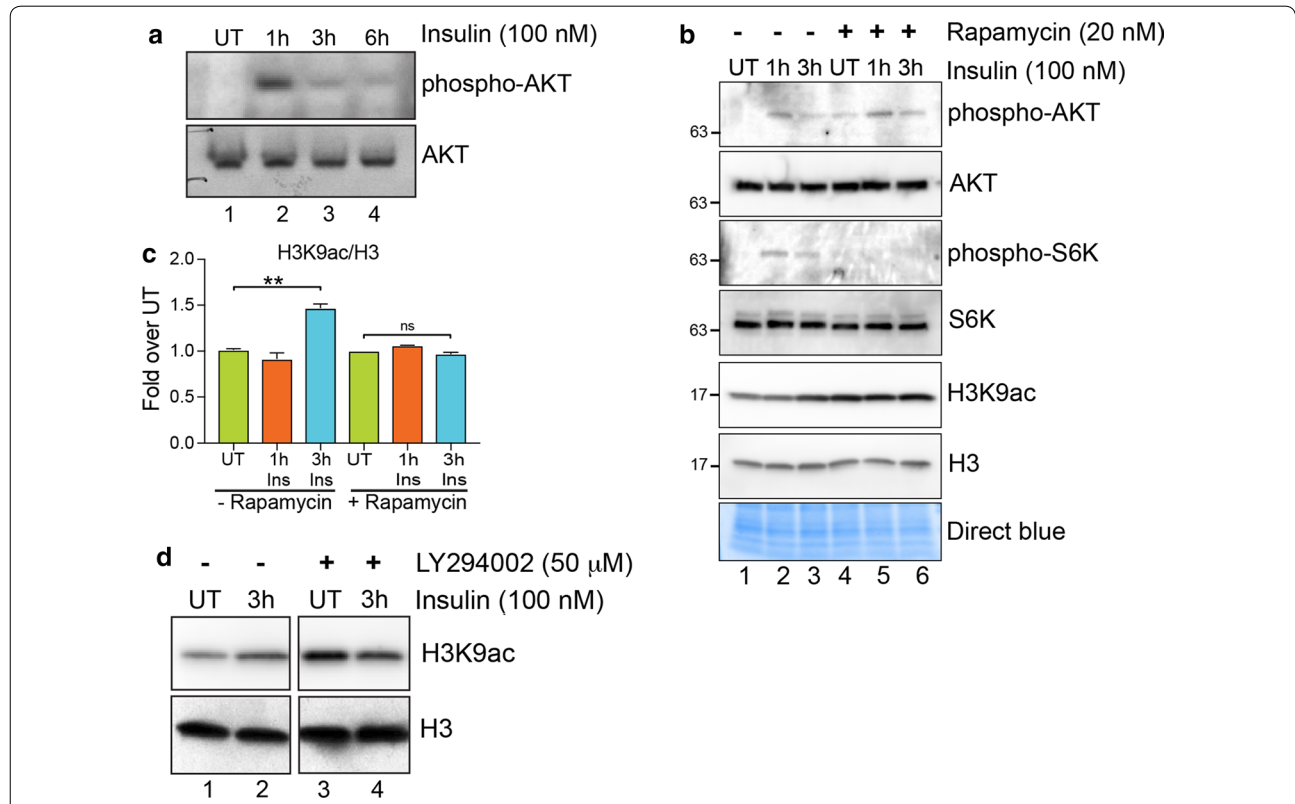 a
UT 1h 3h 6h Insulin (100 nM)
phospho-AKT
AKT
1 2 3 4
b
- - - + + + Rapamycin (20 nM)
UT 1h 3h UT 1h 3h Insulin (100 nM)
63 phospho-AKT
63 AKT
63 phospho-S6K
63 S6K
17 H3K9ac
17 H3
Direct blue
1 2 3 4 5 6
c
H3K9ac/H3
Fold over UT
2.0
1.5
1.0
0.5
0.0
**
ns
UT 1h 3h UT 1h 3h
Ins Ins Ins Ins
- Rapamycin + Rapamycin
d
- - + + LY294002 (50 μM)
UT 3h UT 3h Insulin (100 nM)
H3K9ac
H3
1 2 3 4